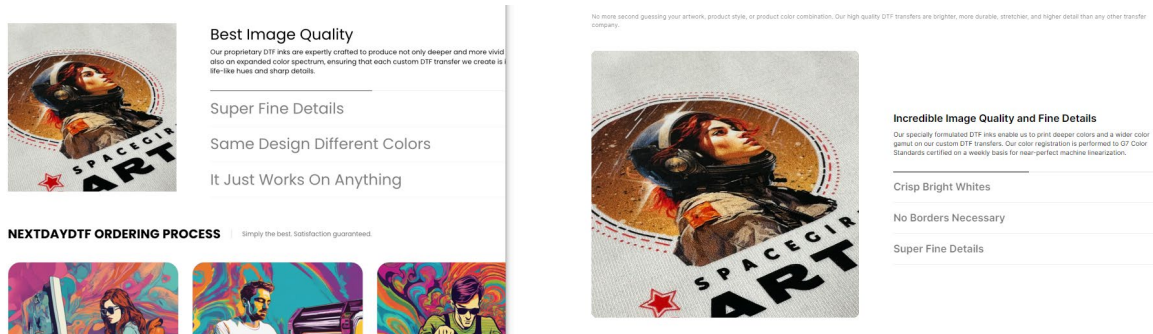 Best Image Quality
Our proprietary DTF inks are expertly crafted to produce not only deeper and more vivid
also an expanded color spectrum, ensuring that each custom DTF transfer we create is
life-like hues and sharp details.
Super Fine Details
Same Design Different Colors
It Just Works On Anything
SPACEGIR
ART
NEXTDAYDTF ORDERING PROCESS
Simply the best. Satisfaction guaranteed.
No more second guessing your artwork, product style, or product color combination. Our high quality DTF transfers are brighter, more durable, stretchier, and higher detail than any other transfer
company.
SPACEGIR
ART
Incredible Image Quality and Fine Details
Our specially formulated DTF inks enable us to print deeper colors and a wider color
gamut on our custom DTF transfers. Our color registration is performed to G7 Color
Standards certified on a weekly basis for near-perfect machine linearization.
Crisp Bright Whites
No Borders Necessary
Super Fine Details